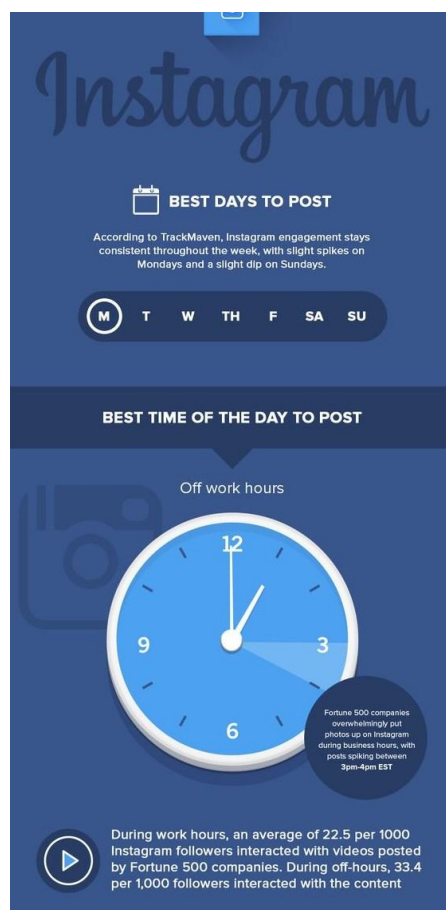 Instagram
BEST DAYS TO POST
According to TrackMaven, Instagram engagement stays
consistent throughout the week, with slight spikes on
Mondays and a slight dip on Sundays.
M T W TH F SA SU
BEST TIME OF THE DAY TO POST
Off work hours
12
9
3
6
Fortune 500 companies
overwhelmingly put
photos up on Instagram
during business hours, with
posts spiking between
3pm-4pm EST
During work hours, an average of 22.5 per 1000
Instagram followers interacted with videos posted
by Fortune 500 companies. During off-hours, 33.4
per 1,000 followers interacted with the content